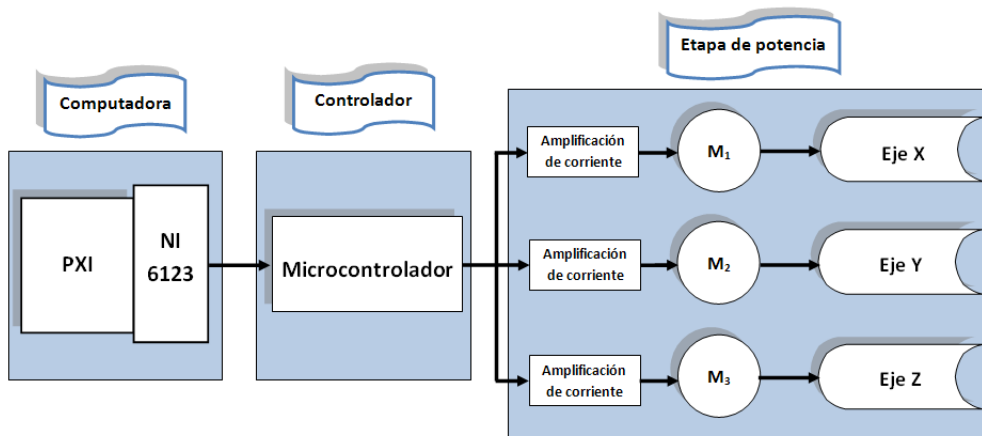 Etapa de potencia
Computadora
Controlador
Amplificación
de corriente
M₁
Eje X
PXI
NI
6123
Microcontrolador
Amplificación
de corriente
M₂
Eje Y
Amplificación
de corriente
M₃
Eje Z